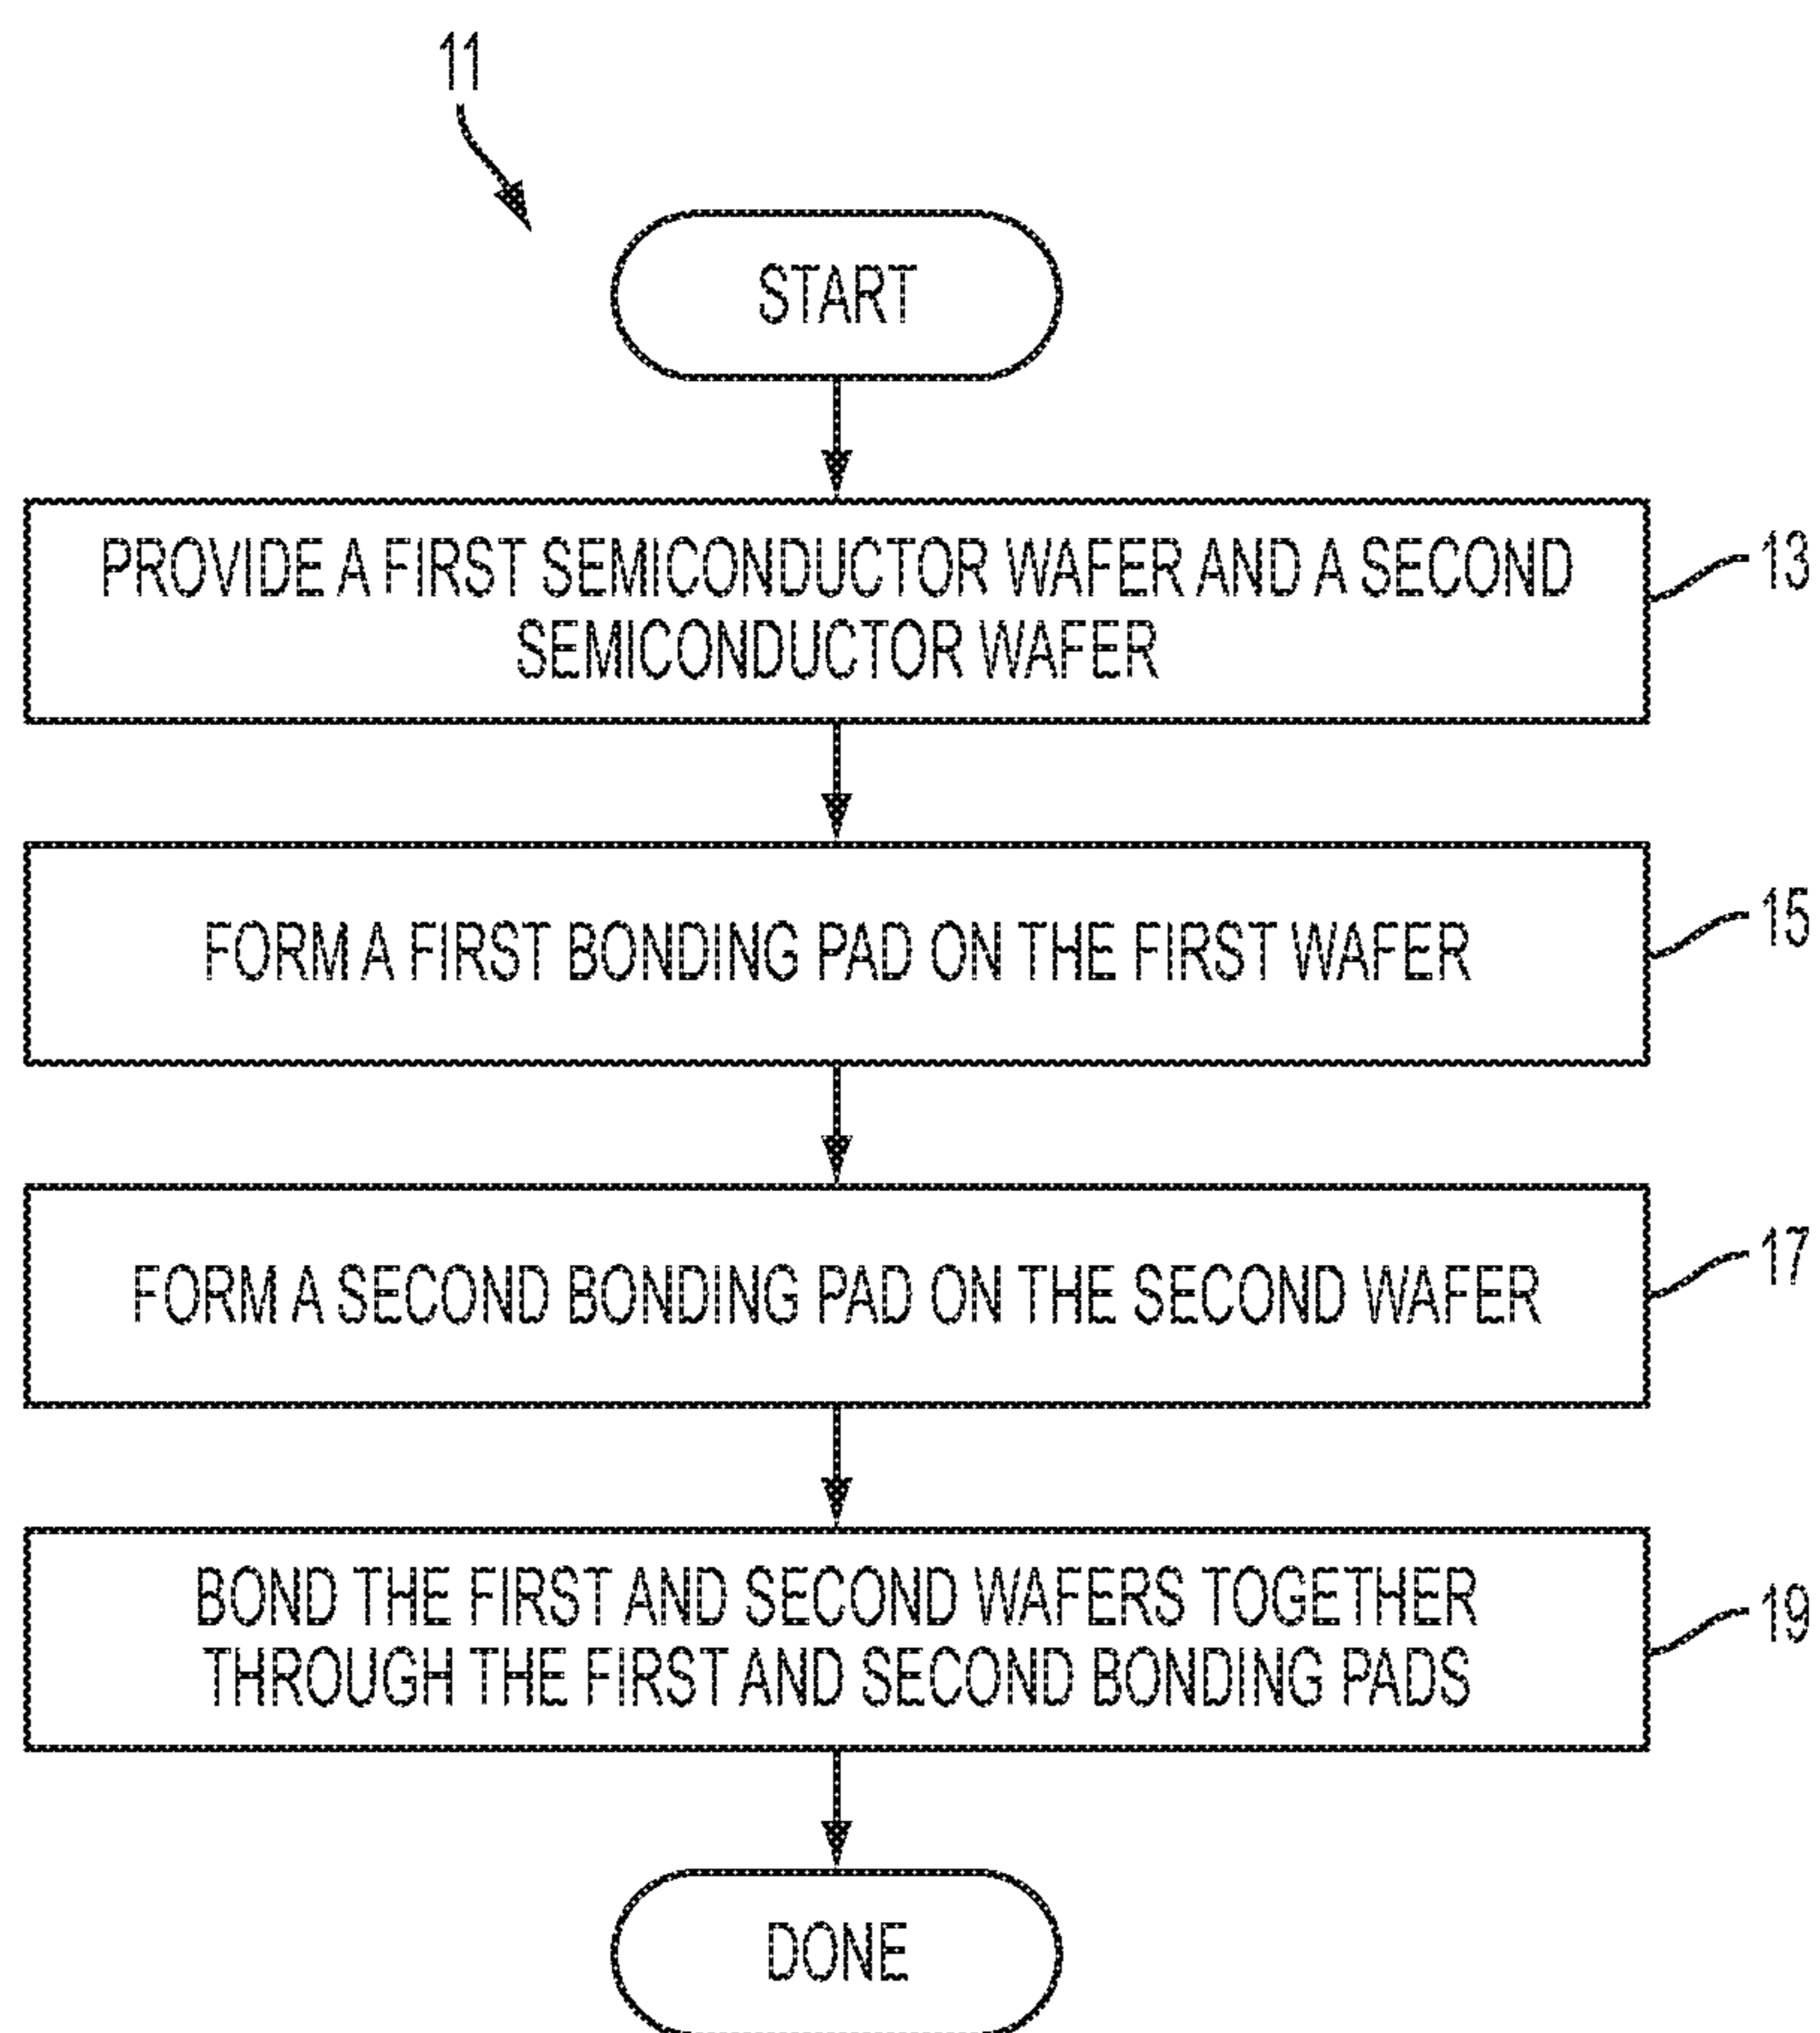 11
START
PROVIDE A FIRST SEMICONDUCTOR WAFER AND A SECOND
SEMICONDUCTOR WAFER
13
FORM A FIRST BONDING PAD ON THE FIRST WAFER
15
FORM A SECOND BONDING PAD ON THE SECOND WAFER
17
BOND THE FIRST AND SECOND WAFERS TOGETHER
THROUGH THE FIRST AND SECOND BONDING PADS
19
DONE